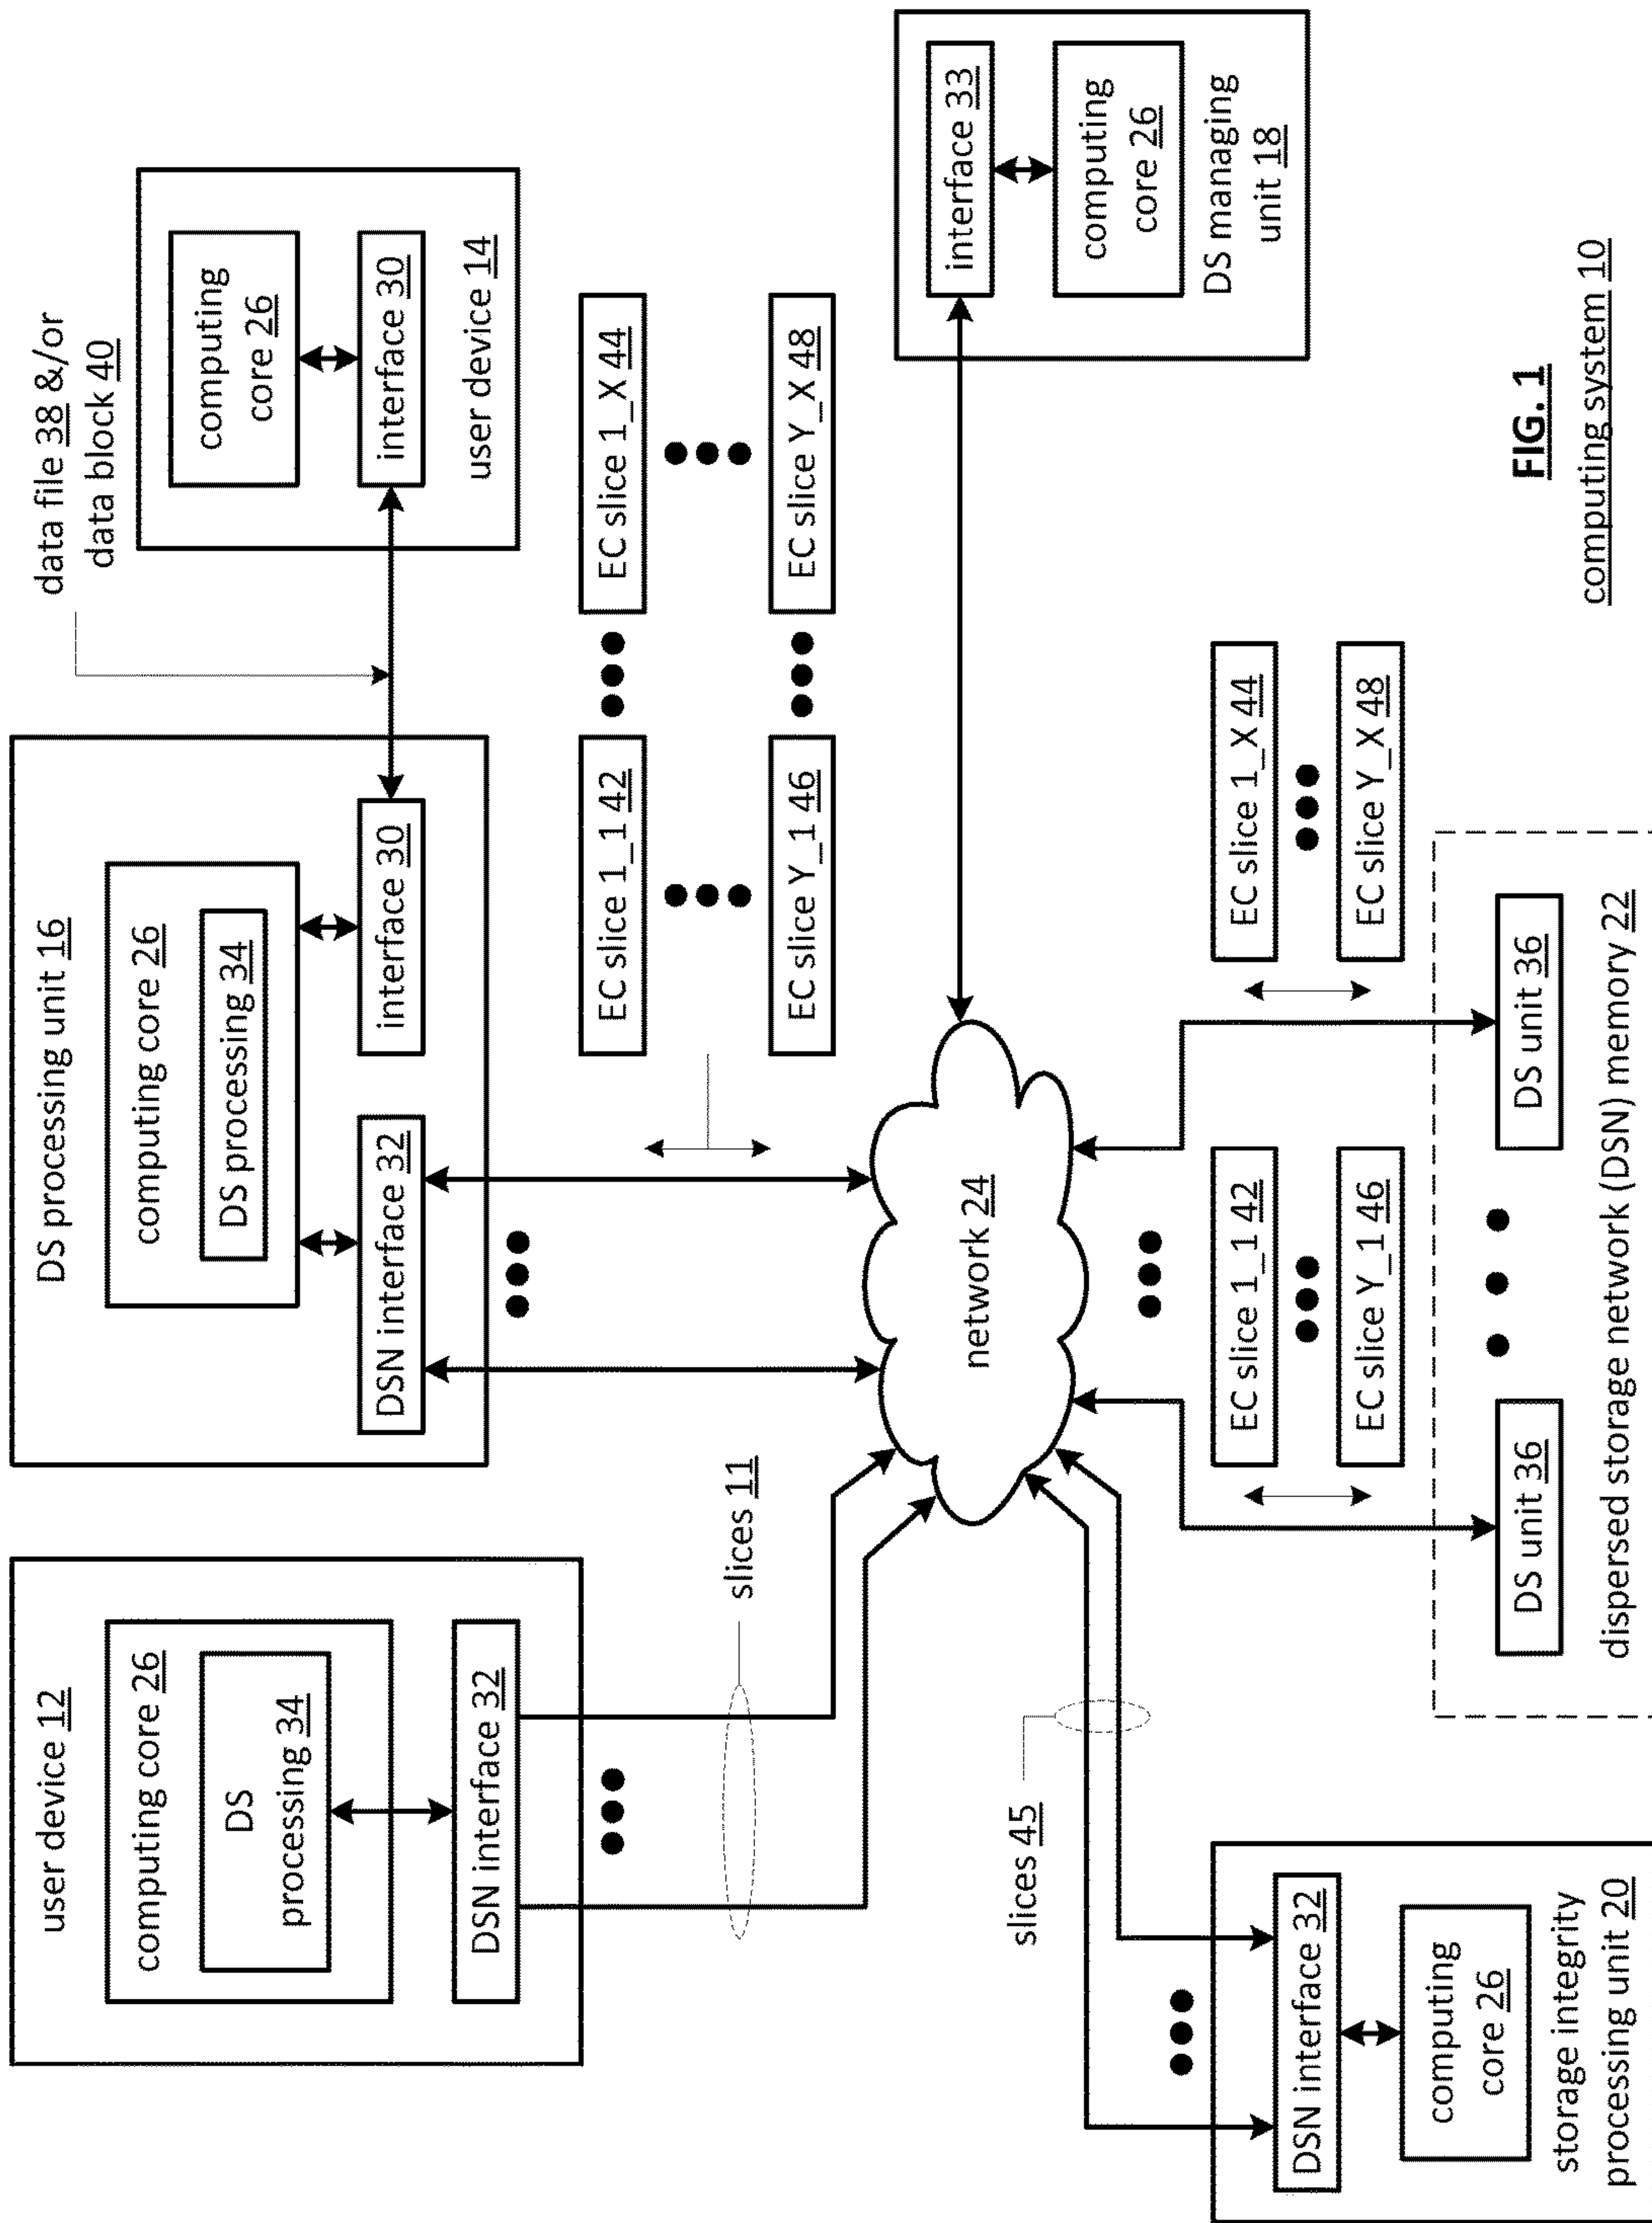 user device 12
computing core 26
DS
processing 34
DSN interface 32
slices 11
DS processing unit 16
computing core 26
DS processing 34
DSN interface 32
interface 30
data file 38 &/or
data block 40
computing
core 26
interface 30
user device 14
EC slice 1_1 42
EC slice 1_X 44
EC slice Y_1 46
EC slice Y_X 48
network 24
interface 33
computing
core 26
DS managing
unit 18
slices 45
DSN interface 32
computing
core 26
storage integrity
processing unit 20
EC slice 1_1 42
EC slice Y_1 46
EC slice 1_X 44
EC slice Y_X 48
DS unit 36
DS unit 36
dispersed storage network (DSN) memory 22
FIG. 1
computing system 10